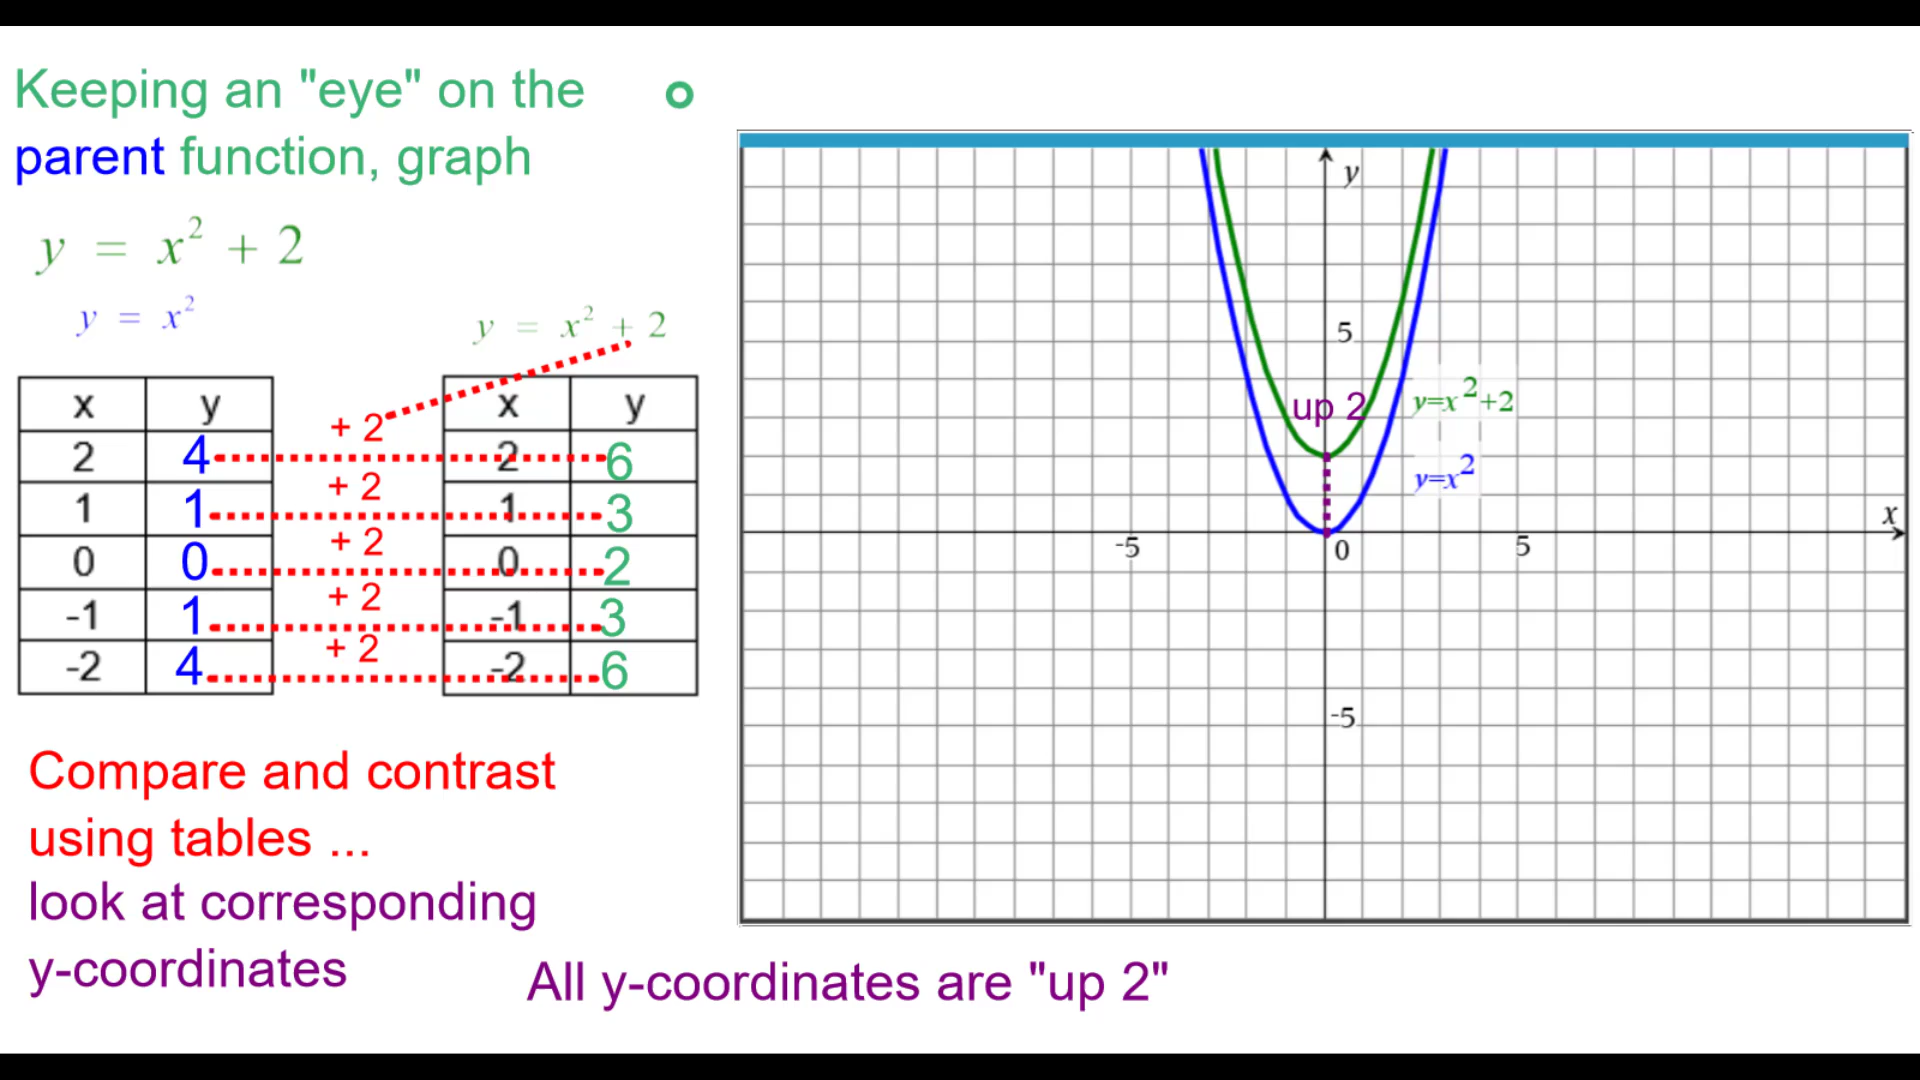 Keeping an "eye" on the
parent function, graph
y = x² + 2
y = x²
y = x² + 2
x y
2 4
1 1
0 0
-1 1
-2 4
+ 2
+ 2
+ 2
+ 2
+ 2
x y
2 6
1 3
0 2
-1 3
-2 6
Compare and contrast
using tables ...
look at corresponding
y-coordinates
All y-coordinates are "up 2"
y
5
up 2
y=x²+2
y=x²
x
-5 0 5
-5